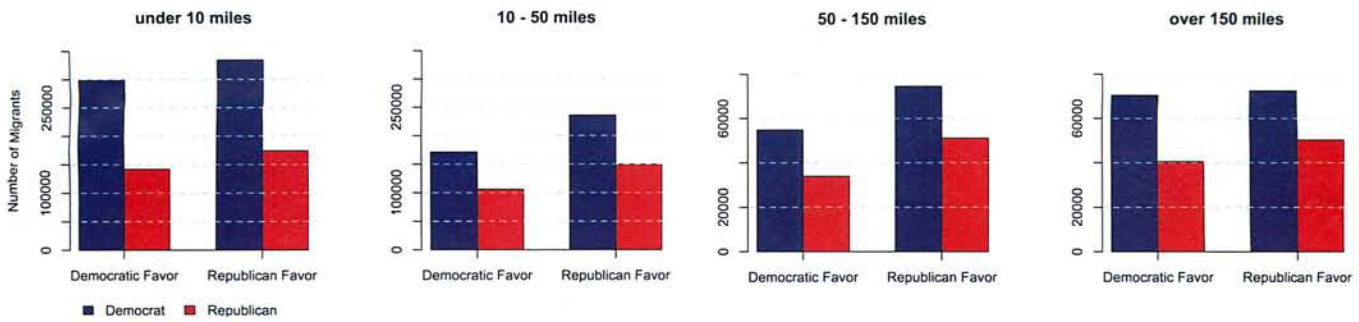 under 10 miles
10 - 50 miles
50 - 150 miles
over 150 miles
Number of Migrants
0
100000
250000
0
100000
250000
0
20000
60000
0
20000
60000
Democratic Favor Republican Favor
Democratic Favor Republican Favor
Democratic Favor Republican Favor
Democratic Favor Republican Favor
Democrat Republican